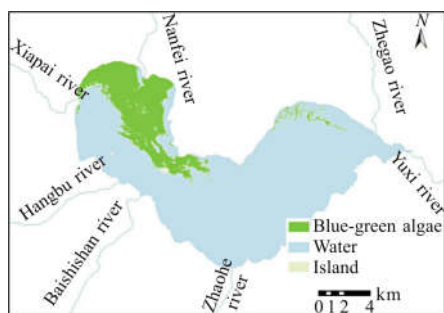 Nanfei river
Zhegao river
N
Xiapai river
Hangbu river
Yuxi river
Baishishan river
Zhaohe
river
Blue-green algae
Water
Island
km
0 1 2 4